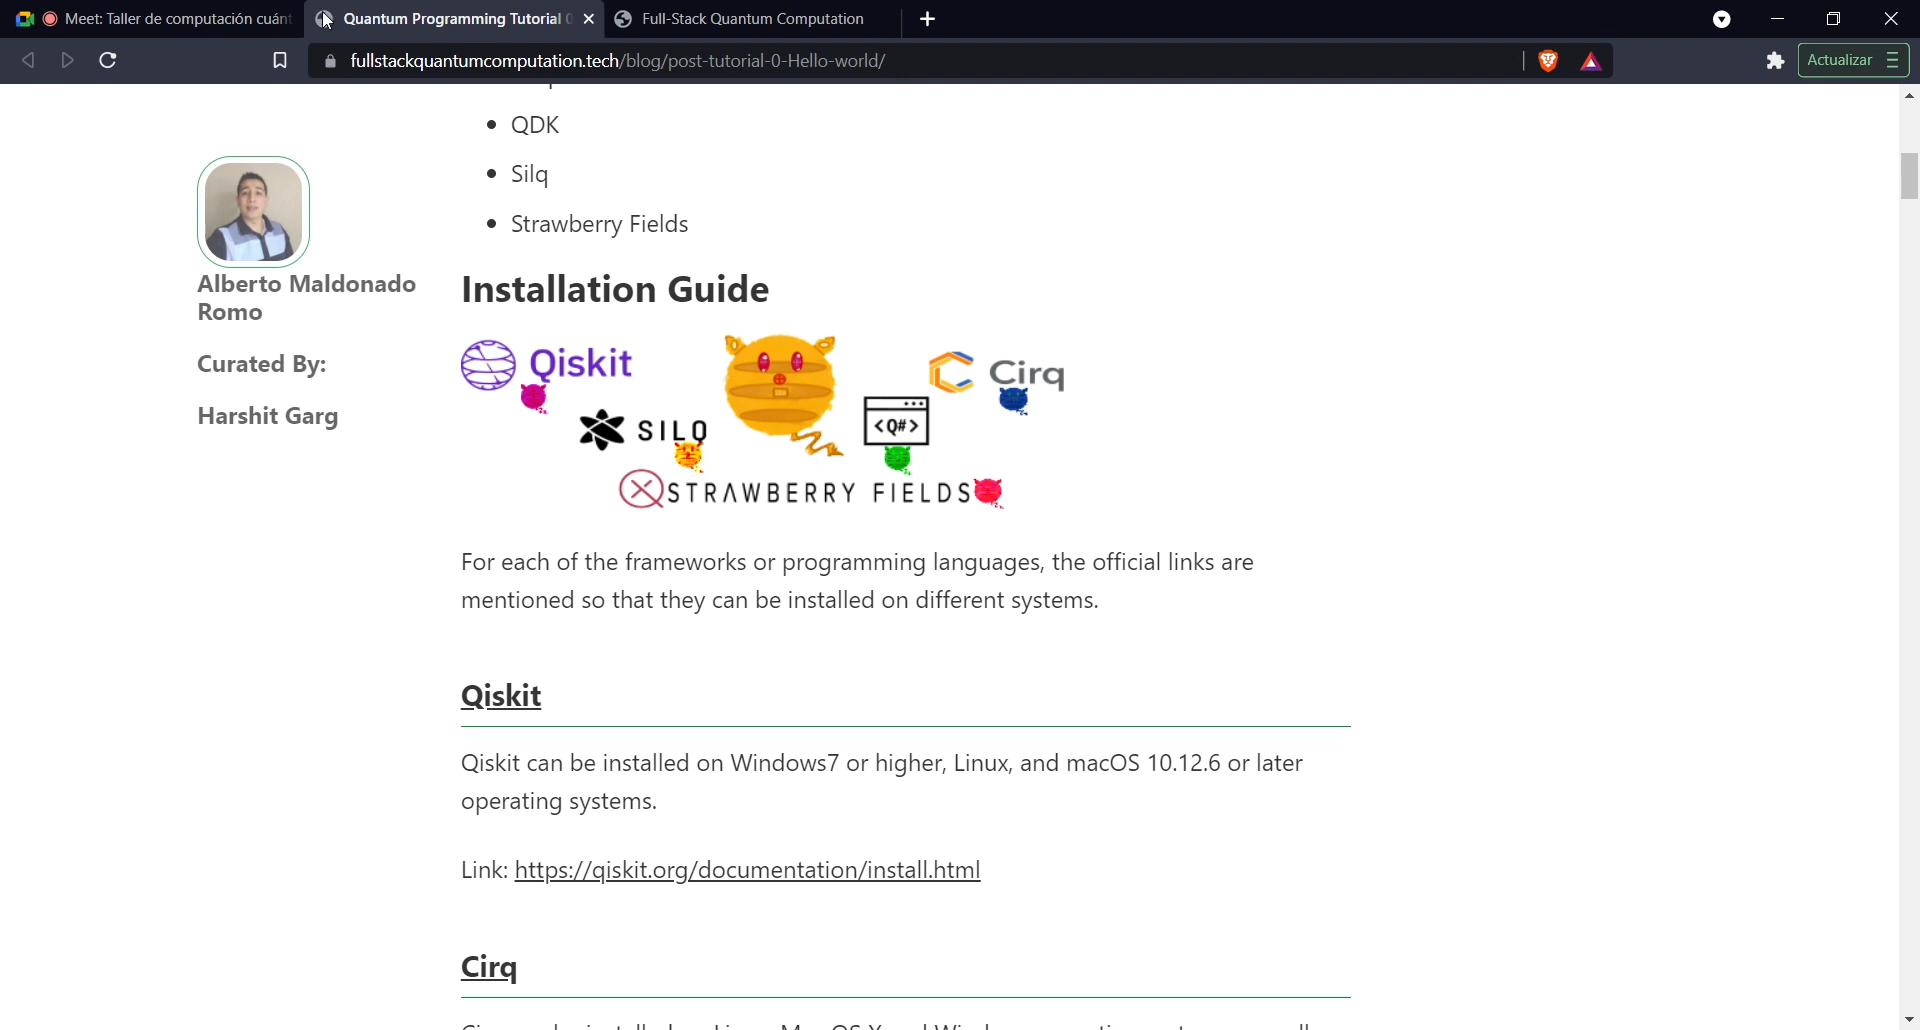 Meet: Taller de computación cuánt
Quantum Programming Tutorial 0
Full-Stack Quantum Computation
fullstackquantumcomputation.tech/blog/post-tutorial-0-Hello-world/
Actualizar
• QDK
• Silq
• Strawberry Fields
Alberto Maldonado
Romo
Curated By:
Harshit Garg
Installation Guide
Qiskit
Cirq
SILQ
<Q#>
STRAWBERRY FIELDS
For each of the frameworks or programming languages, the official links are
mentioned so that they can be installed on different systems.
Qiskit
Qiskit can be installed on Windows7 or higher, Linux, and macOS 10.12.6 or later
operating systems.
Link: https://qiskit.org/documentation/install.html
Cirq